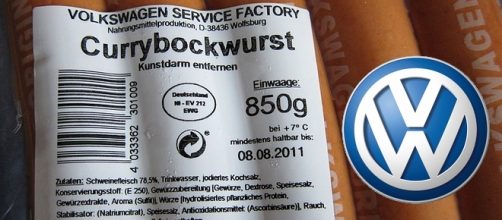 VOLKSWAGEN SERVICE FACTORY
Nahrungsmittelproduktion, D-38436 Wolfsburg
Currybockwurst
Kunstdarm entfernen
Einwaage:
850g
Deutschland
NI - EV 212
EWG
bei + 7° C
mindestens haltbar bis:
08.08.2011
4 033362 301009
Zutaten: Schweinefleisch 78,5%, Trinkwasser, jodiertes Kochsalz,
Konservierungsstoff: (E 250), Gewürzzubereitung [Gewürze, Dextrose, Speisesalz,
Gewürzextrakte, Aroma (Sulfit)], Würze [hydrolisiertes pflanzliches Protein,
Stabilisator: (Natriumcitrat), Speisesalz, Antioxidationsmittel: (Ascorbinsäure)], Rauch,
VW